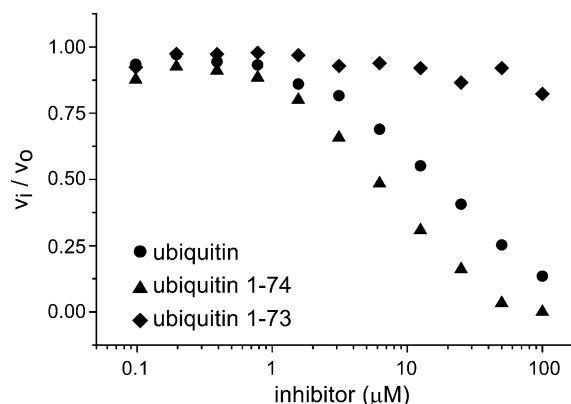 1.00
0.75
0.50
0.25
0.00
vi / vo
ubiquitin
ubiquitin 1-74
ubiquitin 1-73
0.1 1 10 100
inhibitor (μM)